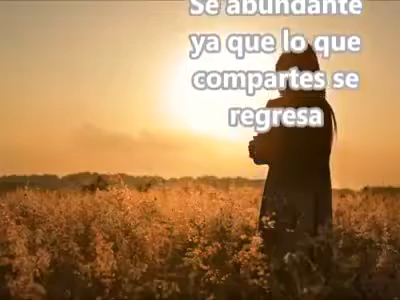 Se abundante
ya que lo que
compartes se
regresa